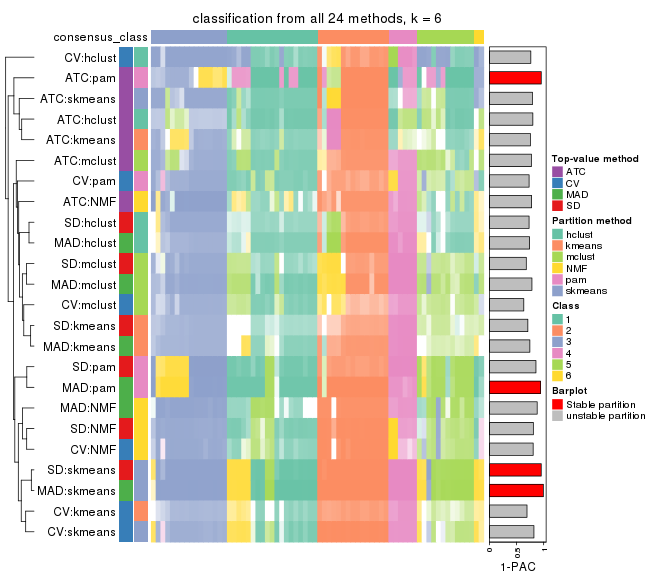 classification from all 24 methods, k = 6
consensus_class
CV:hclust
ATC:pam
ATC:skmeans
ATC:hclust
ATC:kmeans
ATC:mclust
CV:pam
ATC:NMF
SD:hclust
MAD:hclust
SD:mclust
MAD:mclust
CV:mclust
SD:kmeans
MAD:kmeans
SD:pam
MAD:pam
MAD:NMF
SD:NMF
CV:NMF
SD:skmeans
MAD:skmeans
CV:kmeans
CV:skmeans
0
0.5
1
1-PAC
Top-value method
ATC
CV
MAD
SD
Partition method
hclust
kmeans
mclust
NMF
pam
skmeans
Class
1
2
3
4
5
6
Barplot
Stable partition
unstable partition